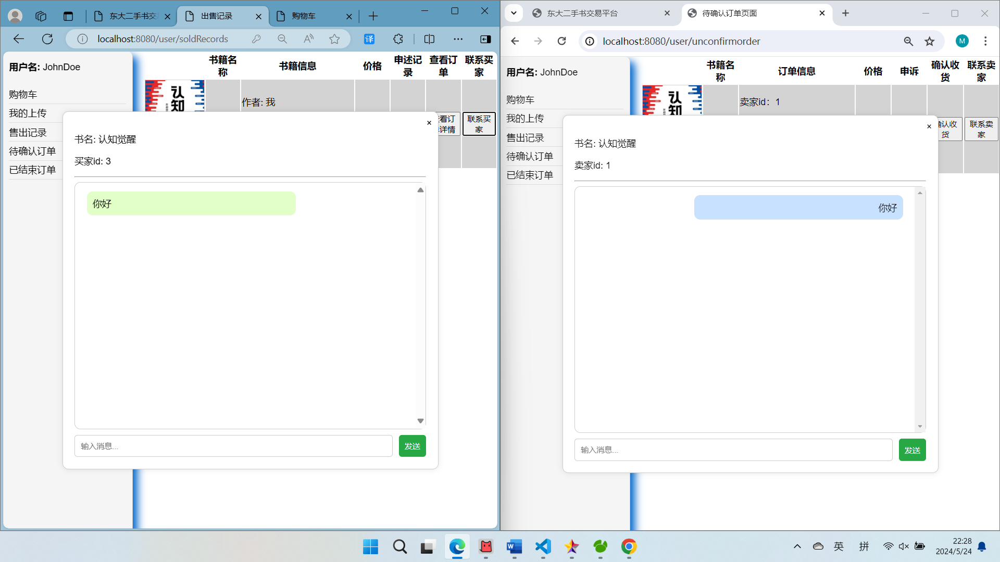 东大二手书交
出售记录
购物车
localhost:8080/user/soldRecords
译
用户名: JohnDoe
购物车
我的上传
售出记录
待确认订单
已结束订单
书籍名称
书籍信息
价格
申述记录
查看订单
联系买家
认知
作者: 我
看订
详情
联系买家
×
书名: 认知觉醒
买家id: 3
你好
输入消息...
发送
东大二手书交易平台
待确认订单页面
localhost:8080/user/unconfirmorder
M
用户名: JohnDoe
购物车
我的上传
售出记录
待确认订单
已结束订单
书籍名称
订单信息
价格
申诉
确认收货
联系卖家
认知
卖家id: 1
确认收货
联系卖家
×
书名: 认知觉醒
卖家id: 1
你好
输入消息...
发送
英
拼
22:28
2024/5/24